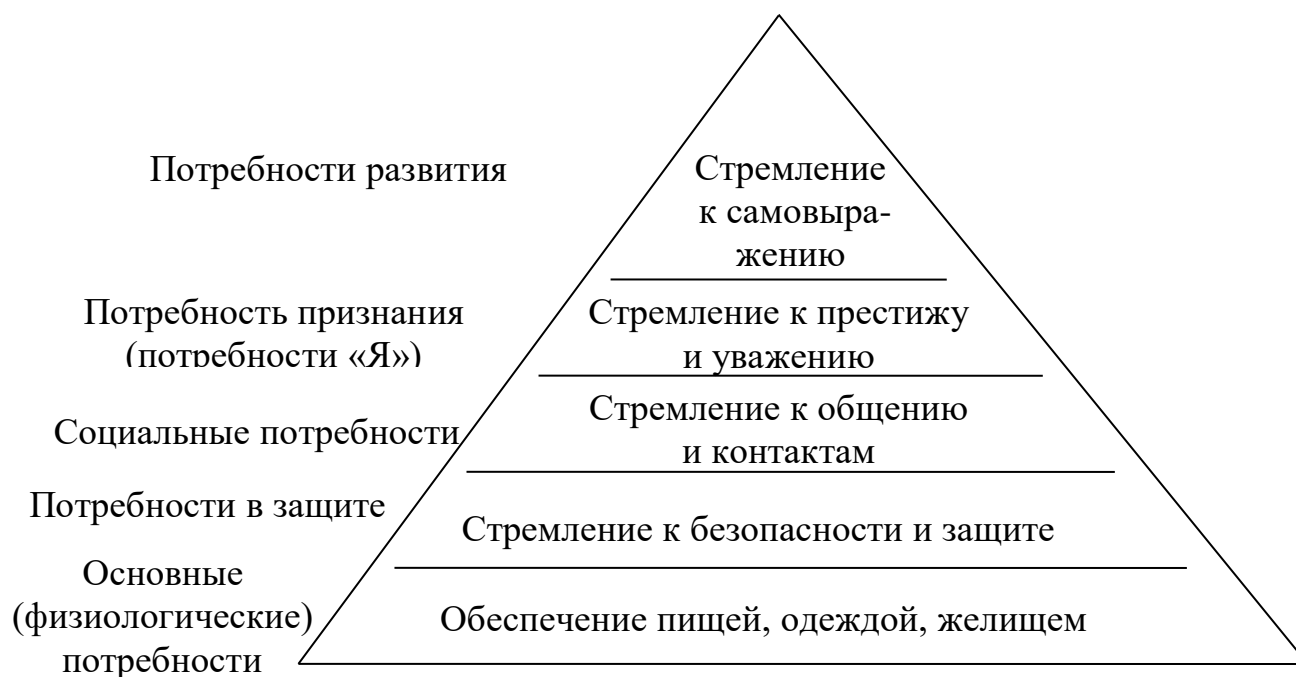 Потребности развития
Стремление
к самовыра-
жению
Потребность признания
(потребности «Я»)
Стремление к престижу
и уважению
Социальные потребности
Стремление к общению
и контактам
Потребности в защите
Стремление к безопасности и защите
Основные
(физиологические)
потребности
Обеспечение пищей, одеждой, желищем